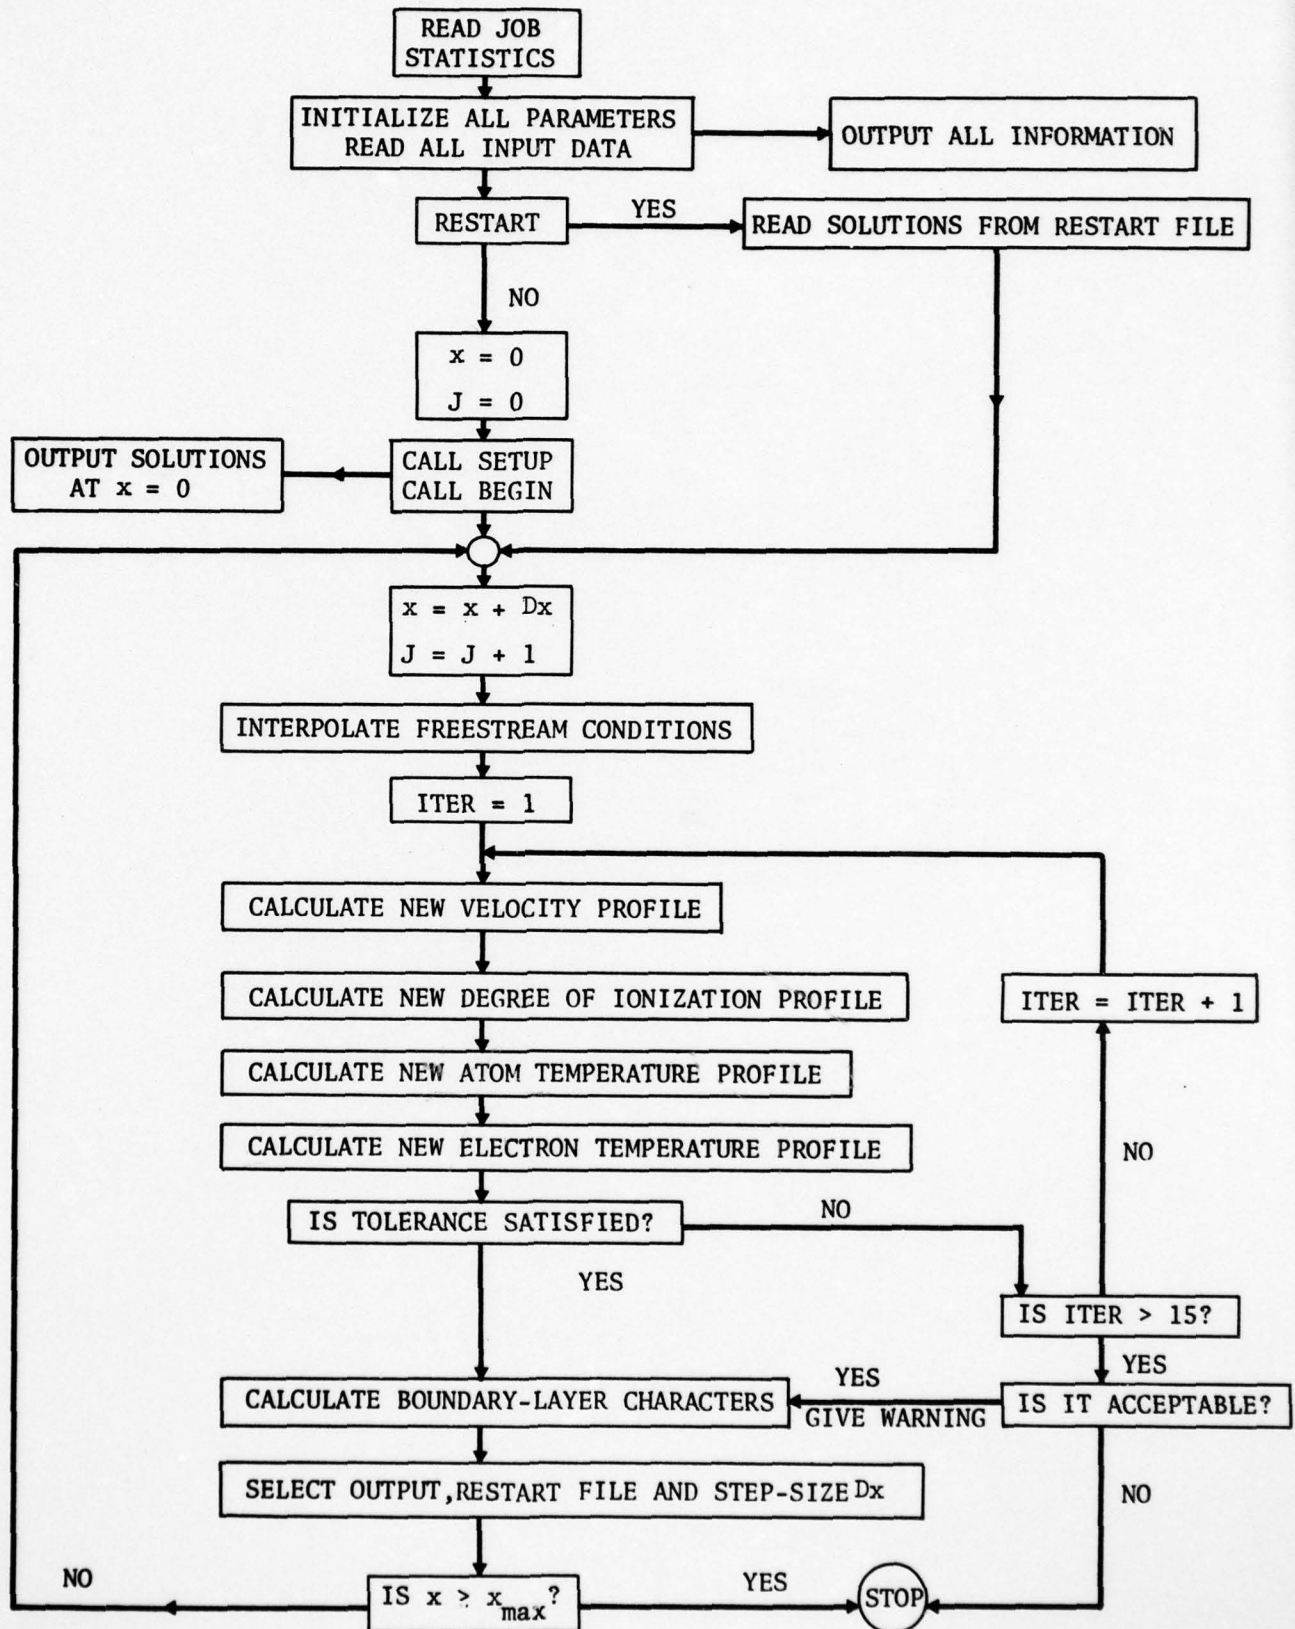 READ JOB
STATISTICS
INITIALIZE ALL PARAMETERS
READ ALL INPUT DATA
OUTPUT ALL INFORMATION
RESTART
YES
READ SOLUTIONS FROM RESTART FILE
NO
x = 0
J = 0
OUTPUT SOLUTIONS
AT x = 0
CALL SETUP
CALL BEGIN
x = x + Dx
J = J + 1
INTERPOLATE FREESTREAM CONDITIONS
ITER = 1
CALCULATE NEW VELOCITY PROFILE
CALCULATE NEW DEGREE OF IONIZATION PROFILE
ITER = ITER + 1
CALCULATE NEW ATOM TEMPERATURE PROFILE
CALCULATE NEW ELECTRON TEMPERATURE PROFILE
NO
IS TOLERANCE SATISFIED?
NO
YES
IS ITER > 15?
YES
CALCULATE BOUNDARY-LAYER CHARACTERS
YES
GIVE WARNING
IS IT ACCEPTABLE?
SELECT OUTPUT,RESTART FILE AND STEP-SIZE Dx
NO
NO
IS x > xmax?
YES
STOP